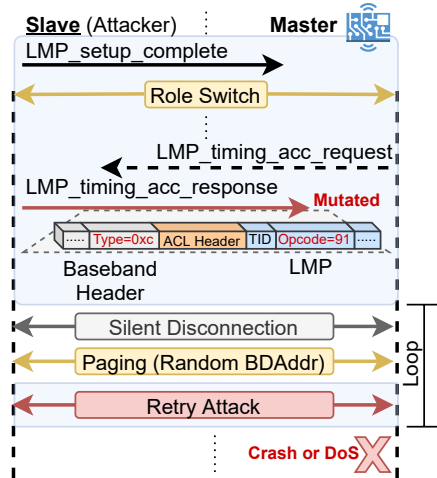 Slave (Attacker) Master
LMP_setup_complete
Role Switch
LMP_timing_acc_request
LMP_timing_acc_response
Mutated
..... Type=0xc ACL Header TID Opcode=91 .....
Baseband
Header
LMP
Silent Disconnection
Paging (Random BDAddr)
Retry Attack
Loop
Crash or DoS